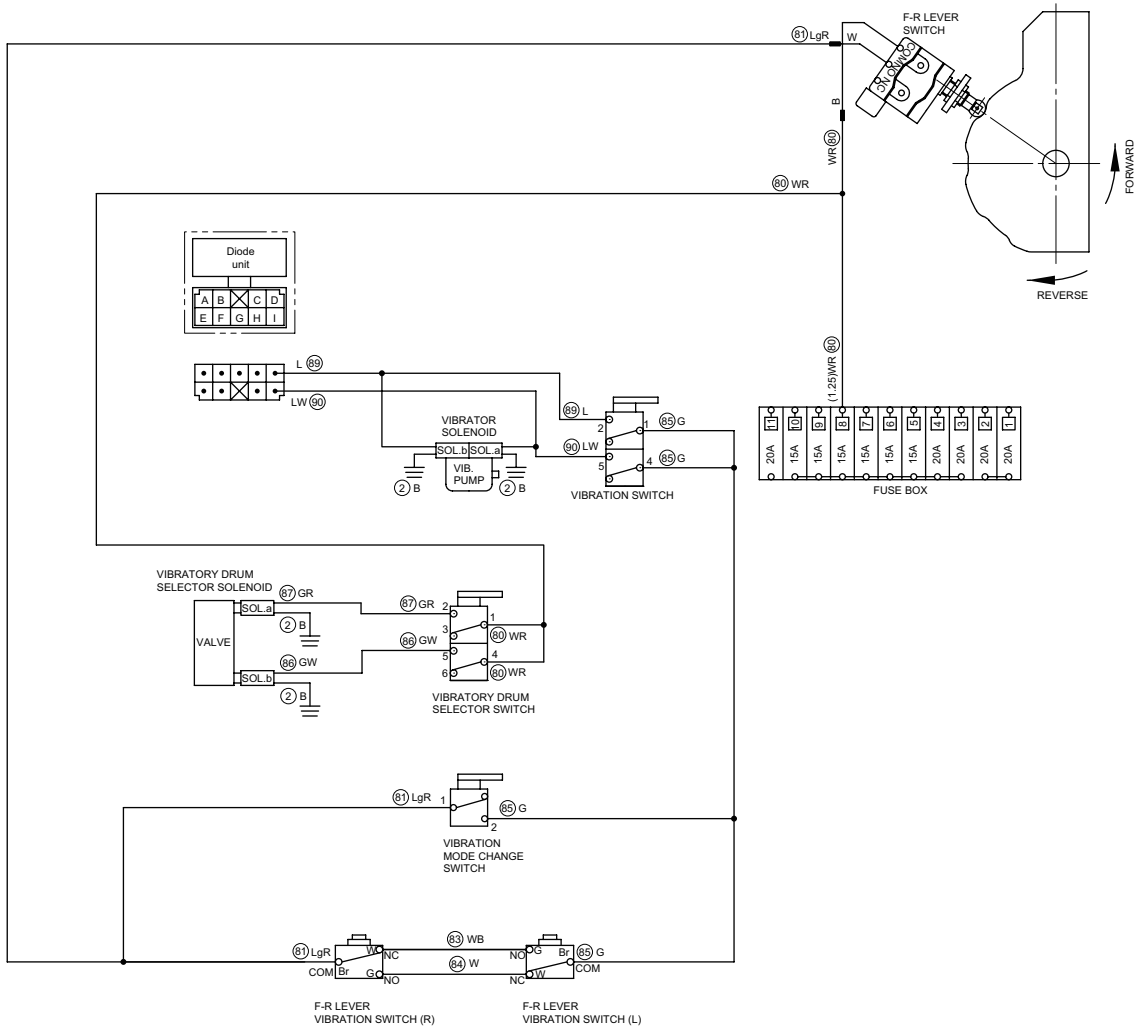 F-R LEVER
SWITCH
81 LgR
W
COM NO NC
B
WR 80
80 WR
FORWARD
REVERSE
Diode
unit
A B C D
E F G H I
L 89
LW 90
(1.25)WR 80
VIBRATOR
SOLENOID
SOL.b SOL.a
VIB.
PUMP
2 B
2 B
89 L
2
1
85 G
90 LW
5
4
85 G
VIBRATION SWITCH
11 10 9 8 7 6 5 4 3 2 1
20A 15A 15A 15A 15A 15A 15A 20A 20A 20A 20A
FUSE BOX
VIBRATORY DRUM
SELECTOR SOLENOID
87 GR
SOL.a
2 B
VALVE
86 GW
SOL.b
2 B
87 GR
2
3
1
80 WR
86 GW
5
6
4
80 WR
VIBRATORY DRUM
SELECTOR SWITCH
81 LgR
1
85 G
2
VIBRATION
MODE CHANGE
SWITCH
81 LgR
COM
Br
W
NC
G
NO
83 WB
84 W
NO
G
Br
NC
W
85 G
COM
F-R LEVER
VIBRATION SWITCH (R)
F-R LEVER
VIBRATION SWITCH (L)